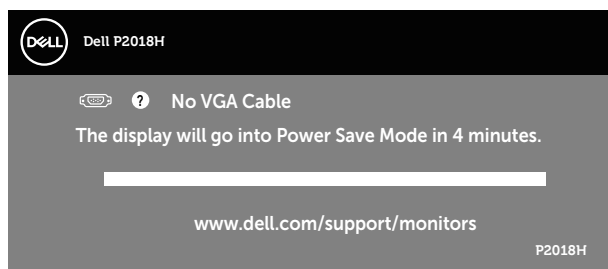 DELL
Dell P2018H
? No VGA Cable
The display will go into Power Save Mode in 4 minutes.
www.dell.com/support/monitors
P2018H